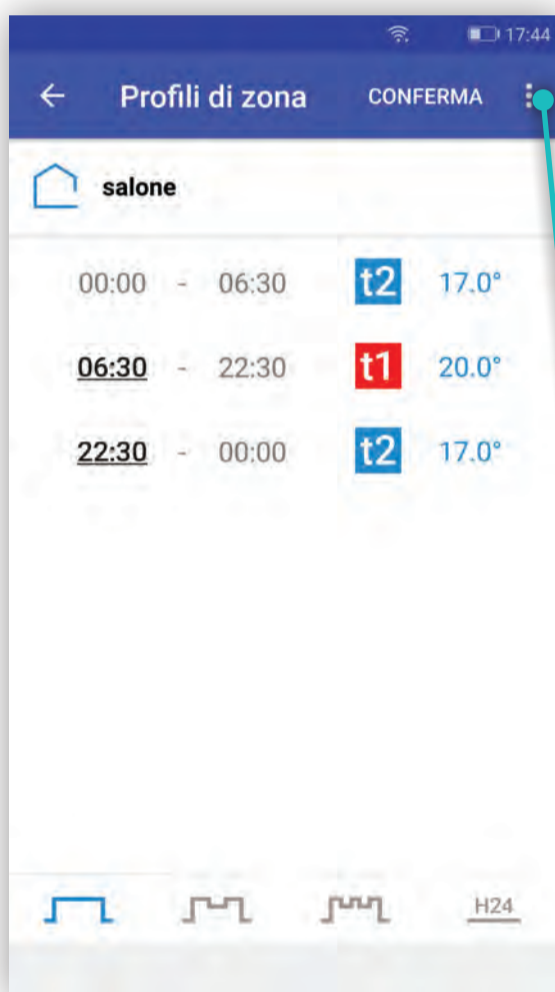 17:44
Profili di zona CONFERMA
salone
00:00 - 06:30 t2 17.0°
06:30 - 22:30 t1 20.0°
22:30 - 00:00 t2 17.0°
H24